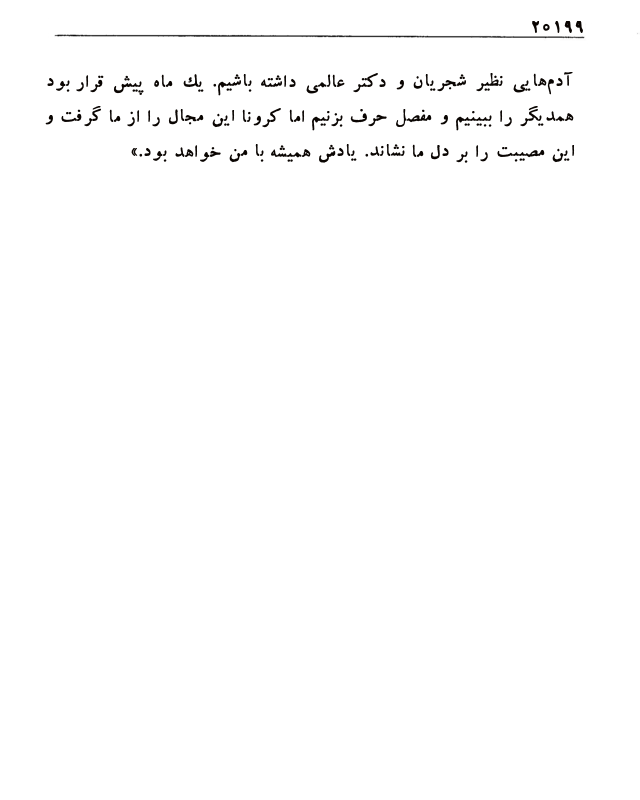 ۲۰۱۹۹
آدم‌هایی نظیر شجریان و دکتر عالمی داشته باشیم. یك ماه پیش قرار بود
همدیگر را ببینیم و مفصل حرف بزنیم اما کرونا این مجال را از ما گرفت و
این مصیبت را بر دل ما نشاند. یادش همیشه با من خواهد بود.»